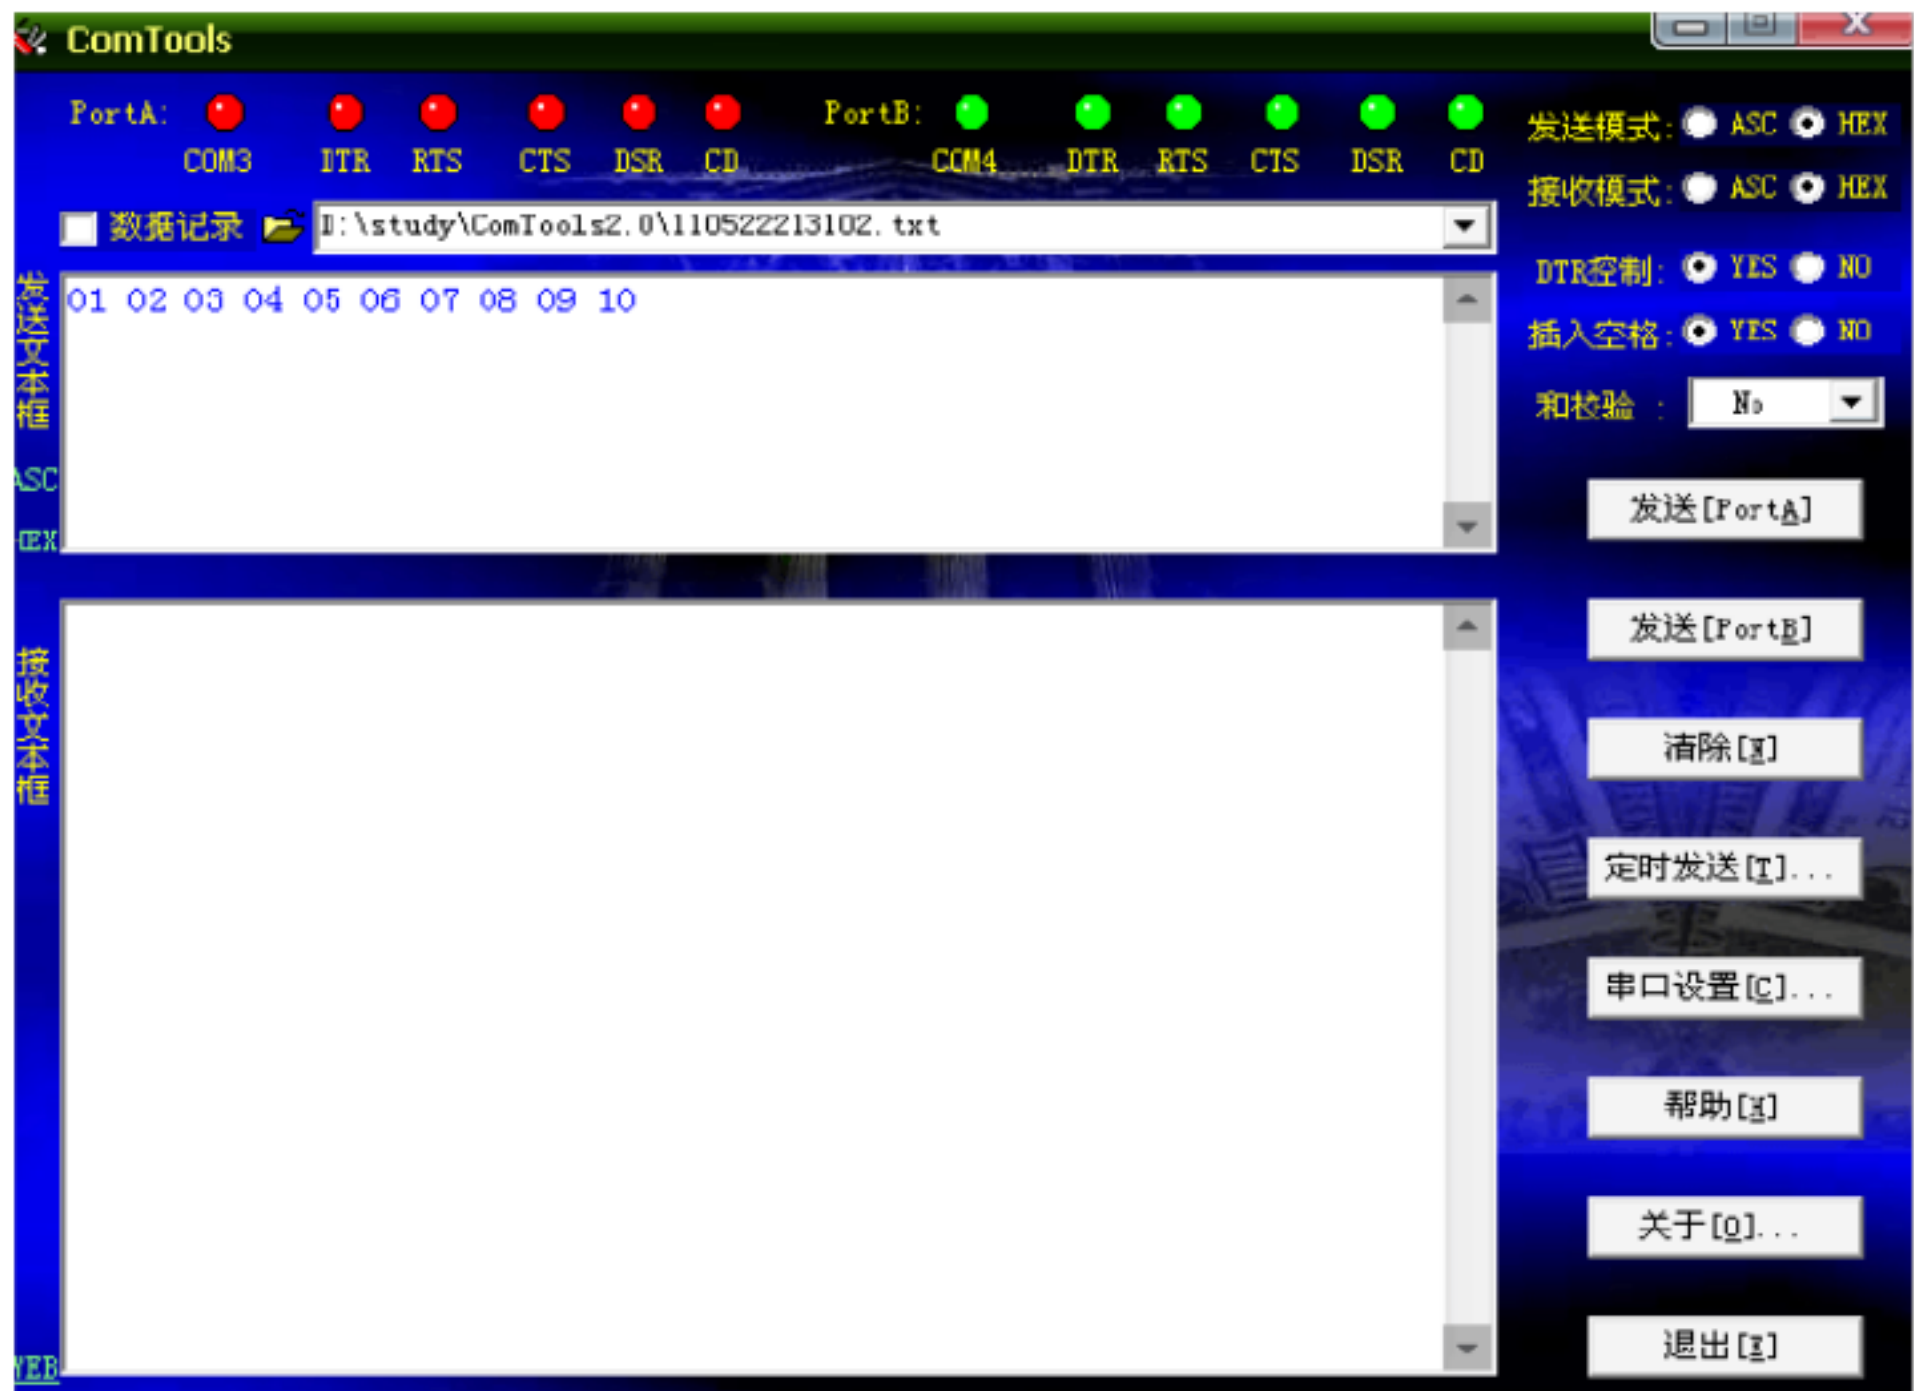 ComTools
PortA: PortB:
COM3 DTR RTS CTS DSR CD COM4 DTR RTS CTS DSR CD
发送模式: ASC HEX
接收模式: ASC HEX
数据记录 D:\study\ComTools2.0\110522213102.txt
DTR控制: YES NO
插入空格: YES NO
和校验 : No
发送文本框
01 02 03 04 05 06 07 08 09 10
ASC
HEX
发送[PortA]
发送[PortB]
接收文本框
清除[N]
定时发送[T]...
串口设置[C]...
帮助[H]
关于[O]...
退出[X]
WEB